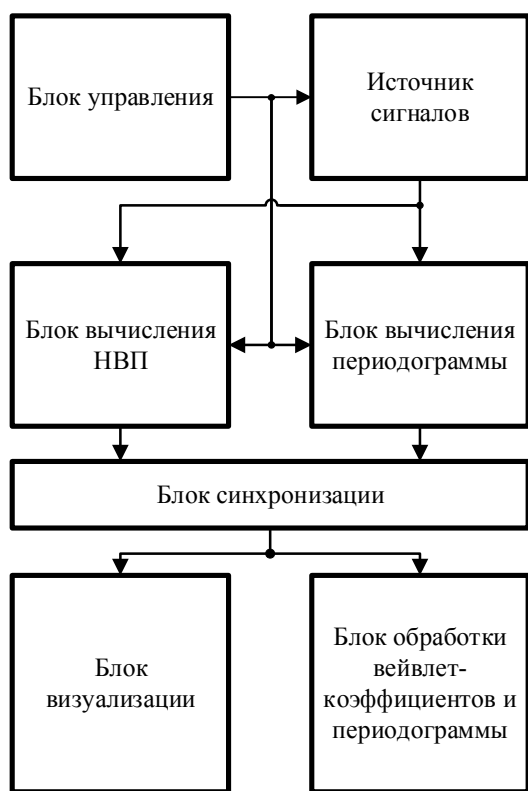 Блок управления
Источник
сигналов
Блок вычисления
НВП
Блок вычисления
периодограммы
Блок синхронизации
Блок
визуализации
Блок обработки
вейвлет-
коэффициентов и
периодограммы